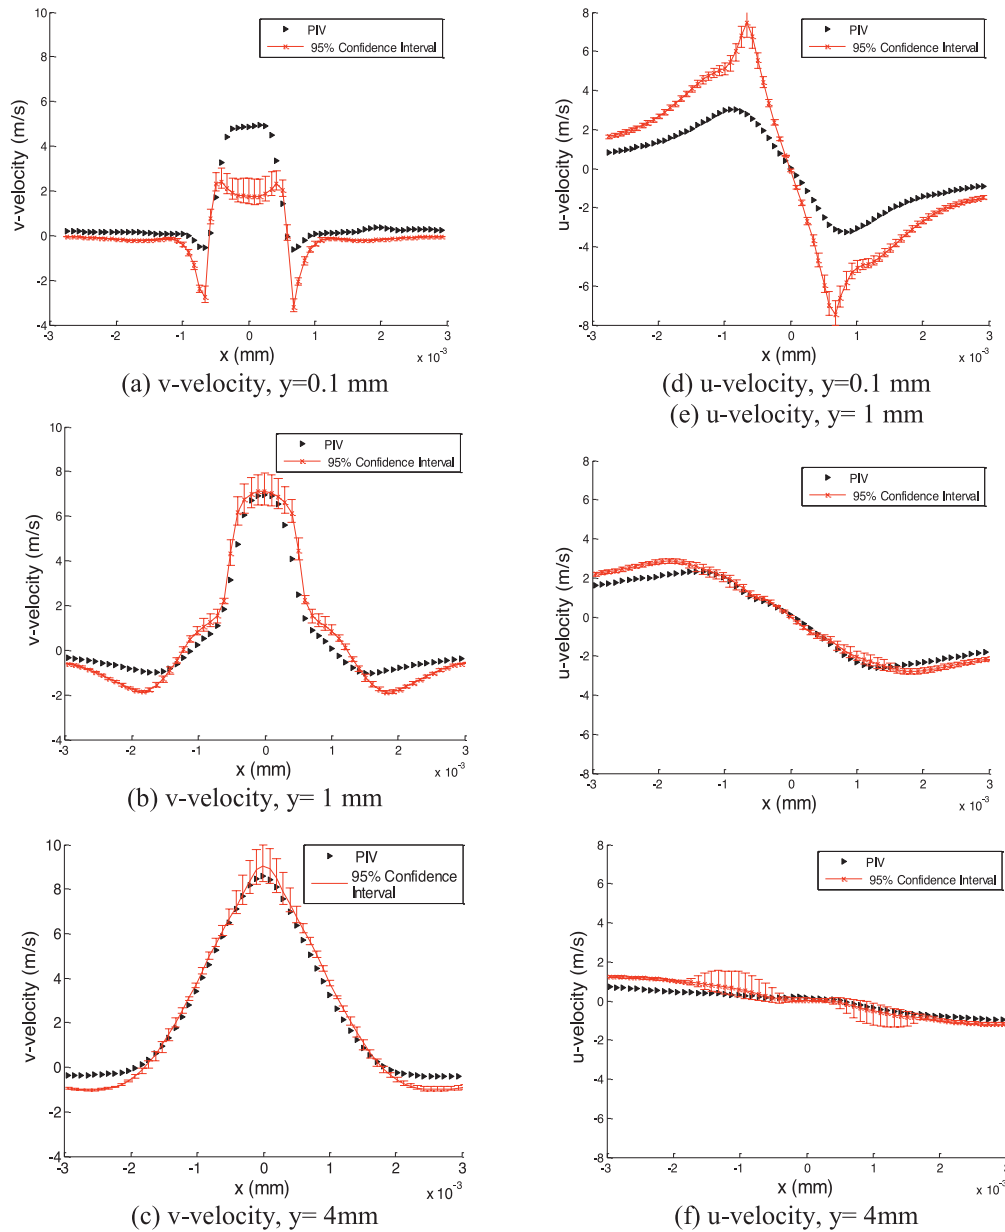 10
8
6
4
2
0
-2
-4
v-velocity (m/s)
PIV
95% Confidence Interval
-3
-2
-1
0
1
2
3
x (mm)
x 10⁻³
(a) v-velocity, y=0.1 mm
8
6
4
2
0
-2
-4
-6
-8
u-velocity (m/s)
PIV
95% Confidence Interval
-3
-2
-1
0
1
2
3
x (mm)
x 10⁻³
(d) u-velocity, y=0.1 mm
(e) u-velocity, y= 1 mm
10
8
6
4
2
0
-2
-4
v-velocity (m/s)
PIV
95% Confidence Interval
-3
-2
-1
0
1
2
3
x (mm)
x 10⁻³
(b) v-velocity, y= 1 mm
8
6
4
2
0
-2
-4
-6
-8
u-velocity (m/s)
PIV
95% Confidence Interval
-3
-2
-1
0
1
2
3
x (mm)
x 10⁻³
10
8
6
4
2
0
-2
-4
v-velocity (m/s)
PIV
95% Confidence
Interval
-3
-2
-1
0
1
2
3
x (mm)
x 10⁻³
(c) v-velocity, y= 4mm
8
6
4
2
0
-2
-4
-6
-8
u-velocity (m/s)
PIV
95% Confidence Interval
-3
-2
-1
0
1
2
3
x (mm)
x 10⁻³
(f) u-velocity, y= 4mm